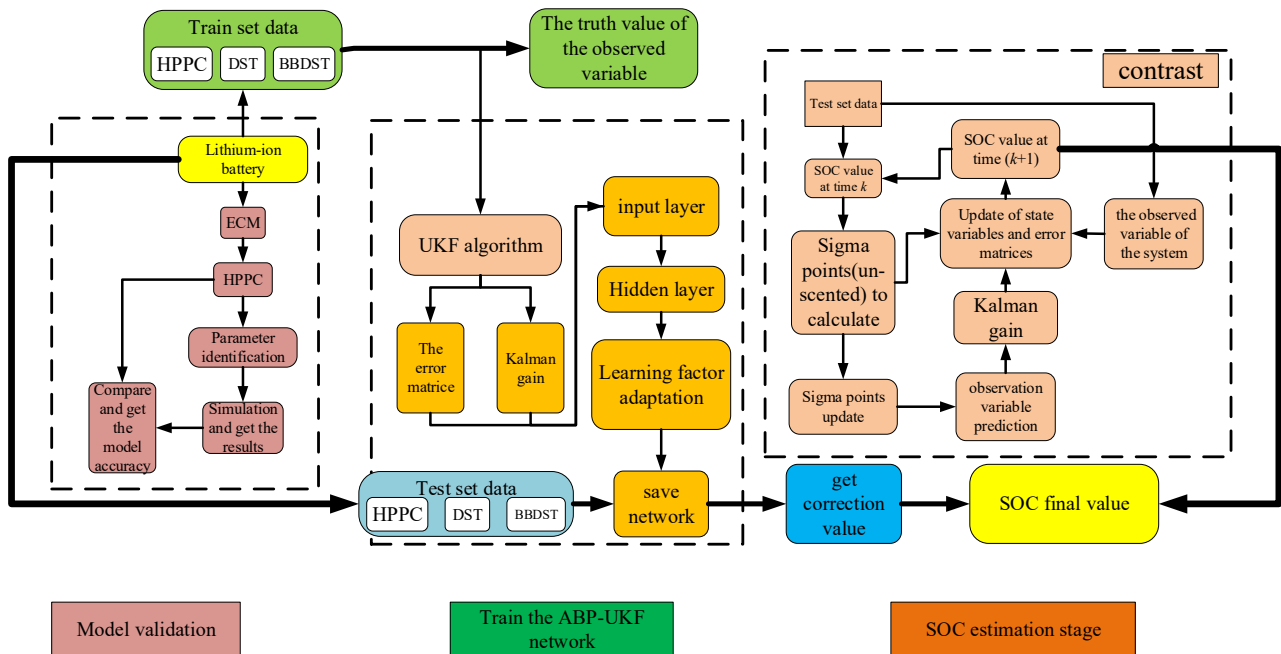 Train set data
HPPC
DST
BBDST
The truth value of
the observed
variable
contrast
Test set data
SOC value at
time (k+1)
SOC value
at time k
Update of state
variables and error
matrices
the observed
variable of
the system
Sigma
points(un-
scented) to
calculate
Kalman
gain
Sigma points
update
observation
variable
prediction
Lithium-ion
battery
ECM
HPPC
Parameter
identification
Compare
and get
the
model
accuracy
Simulation
and get the
results
UKF algorithm
The
error
matrice
Kalman
gain
input layer
Hidden layer
Learning factor
adaptation
Test set data
HPPC
DST
BBDST
save
network
get
correction
value
SOC final value
Model validation
Train the ABP-UKF
network
SOC estimation stage